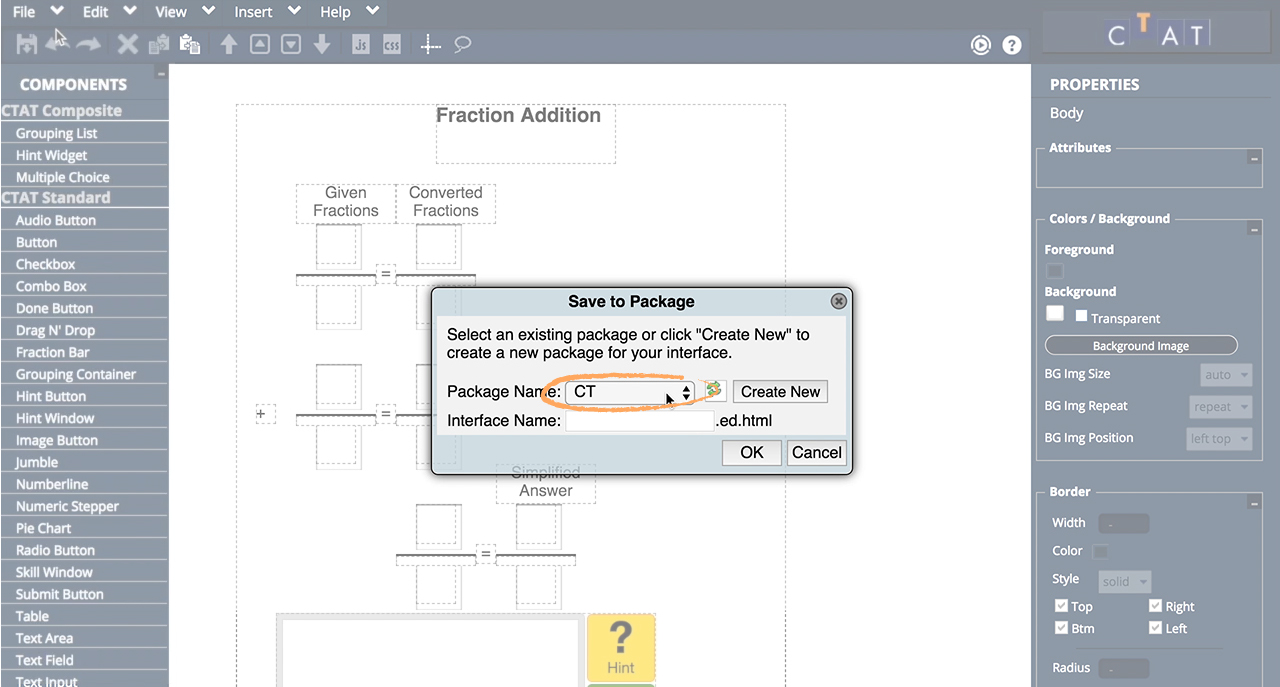 File Edit View Insert Help
Js CSS
?
CTAT
COMPONENTS
CTAT Composite
Grouping List
Hint Widget
Multiple Choice
CTAT Standard
Audio Button
Button
Checkbox
Combo Box
Done Button
Drag N' Drop
Fraction Bar
Grouping Container
Hint Button
Hint Window
Image Button
Jumble
Numberline
Numeric Stepper
Pie Chart
Radio Button
Skill Window
Submit Button
Table
Text Area
Text Field
Text Input
Fraction Addition
Given
Fractions
Converted
Fractions
=
+
=
Simplified
Answer
=
?
Hint
Save to Package
Select an existing package or click "Create New" to
create a new package for your interface.
Package Name: CT Create New
Interface Name: .ed.html
OK Cancel
PROPERTIES
Body
Attributes
Colors / Background
Foreground
Background
Transparent
Background Image
BG Img Size auto
BG Img Repeat repeat
BG Img Position left top
Border
Width -
Color
Style solid
Top Right
Btm Left
Radius -